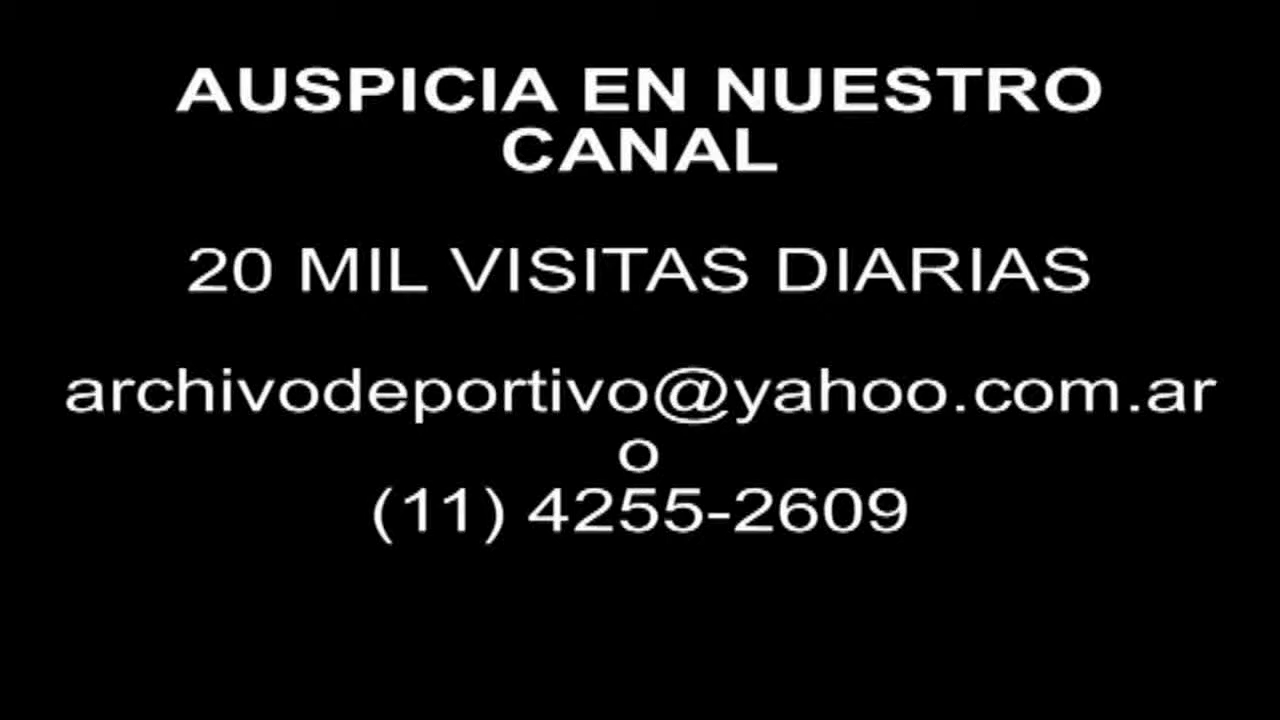 AUSPICIA EN NUESTRO
CANAL
20 MIL VISITAS DIARIAS
archivodeportivo@yahoo.com.ar
o
(11) 4255-2609